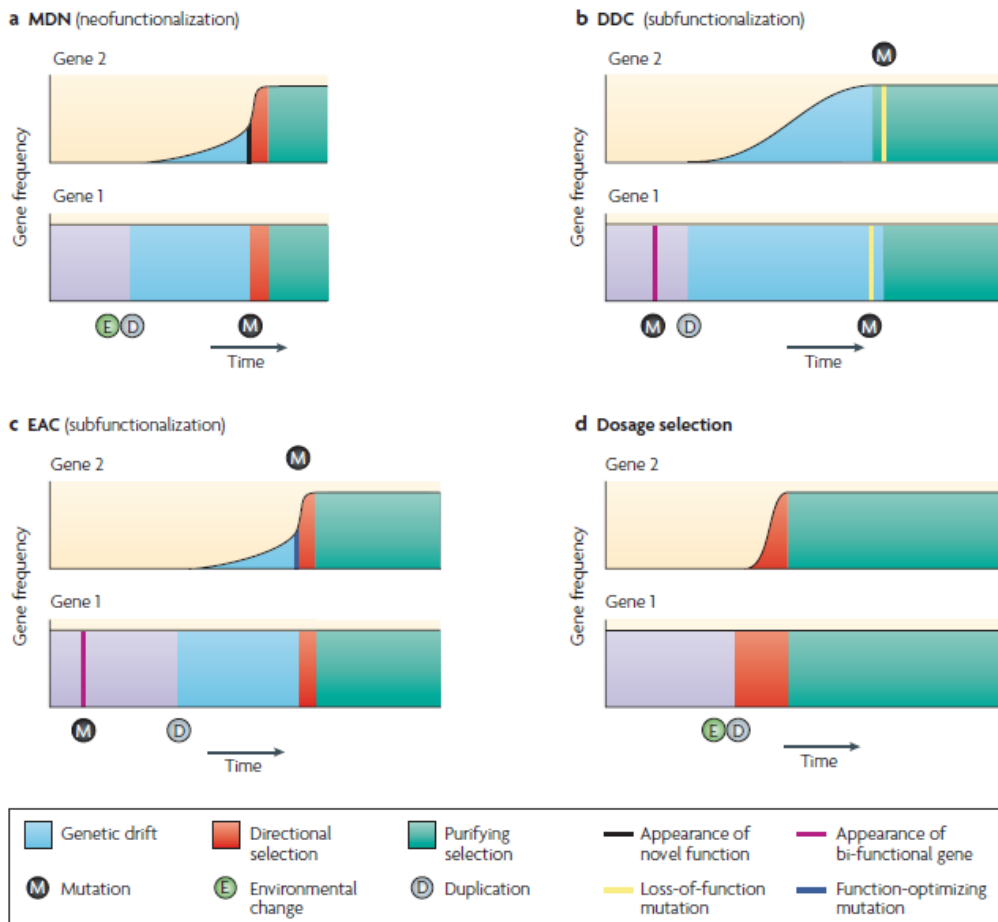 a MDN (neofunctionalization)
Gene 2
Gene 1
Gene frequency
E D M
Time
b DDC (subfunctionalization)
M
Gene 2
Gene 1
Gene frequency
M D M
Time
c EAC (subfunctionalization)
M
Gene 2
Gene 1
Gene frequency
M D
Time
d Dosage selection
Gene 2
Gene 1
Gene frequency
E D
Time
Genetic drift
Directional
selection
Purifying
selection
Appearance of
novel function
Appearance of
bi-functional gene
M Mutation
E Environmental
change
D Duplication
Loss-of-function
mutation
Function-optimizing
mutation